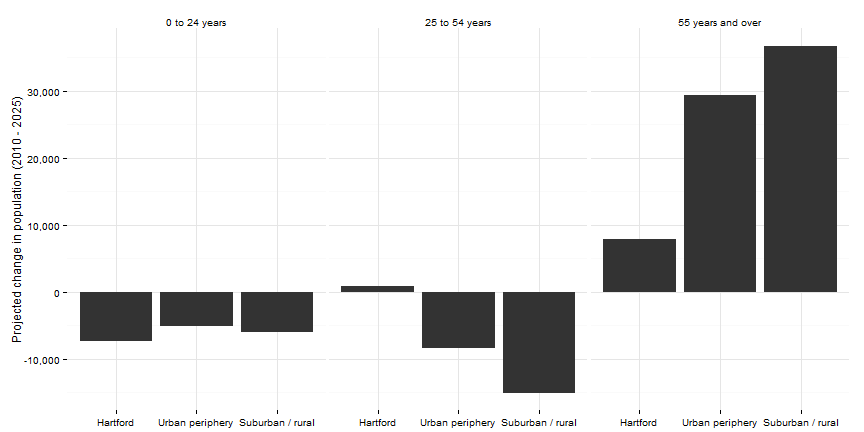 0 to 24 years
25 to 54 years
55 years and over
Projected change in population (2010 - 2025)
30,000
20,000
10,000
0
-10,000
Hartford
Urban periphery
Suburban / rural
Hartford
Urban periphery
Suburban / rural
Hartford
Urban periphery
Suburban / rural